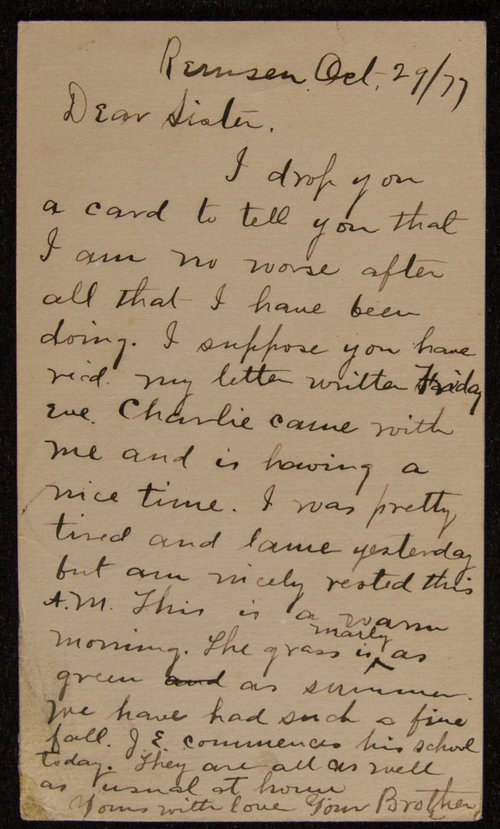 Remsen. Oct. 29/77
Dear Sister.
I drop you
a card to tell you that
I am no worse after
all that I have been
doing. I suppose you have
rec'd. my letter written Friday
eve. Charlie came with
me and is having a
nice time. I was pretty
tired and lame yesterday
but am nicely rested this
A.M. This is a warm
morning. The grass is nearly as
green and as summer.
We have had such a fine
fall. J. E. commences his school
today. They are all as well
as usual at home
Yours with love Your Brother,